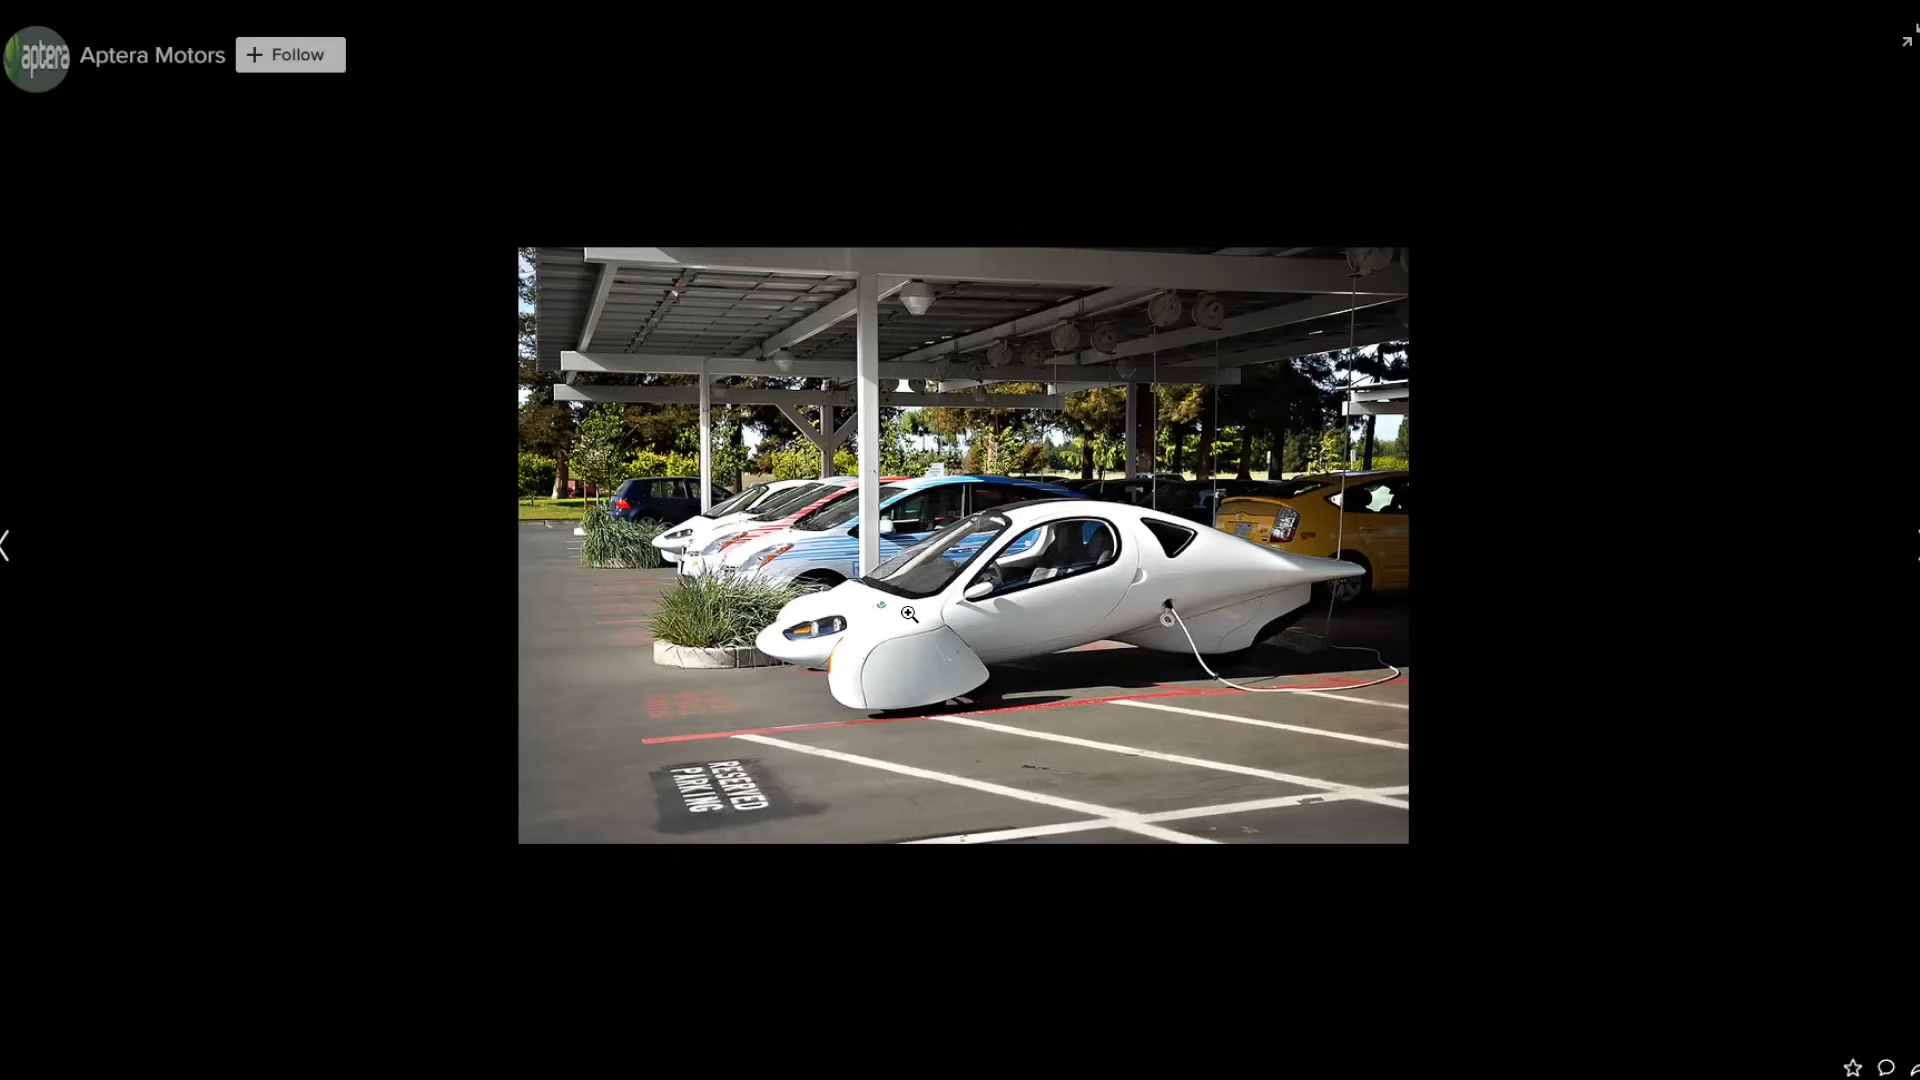 aptera
Aptera Motors
+ Follow
RESERVED
PARKING